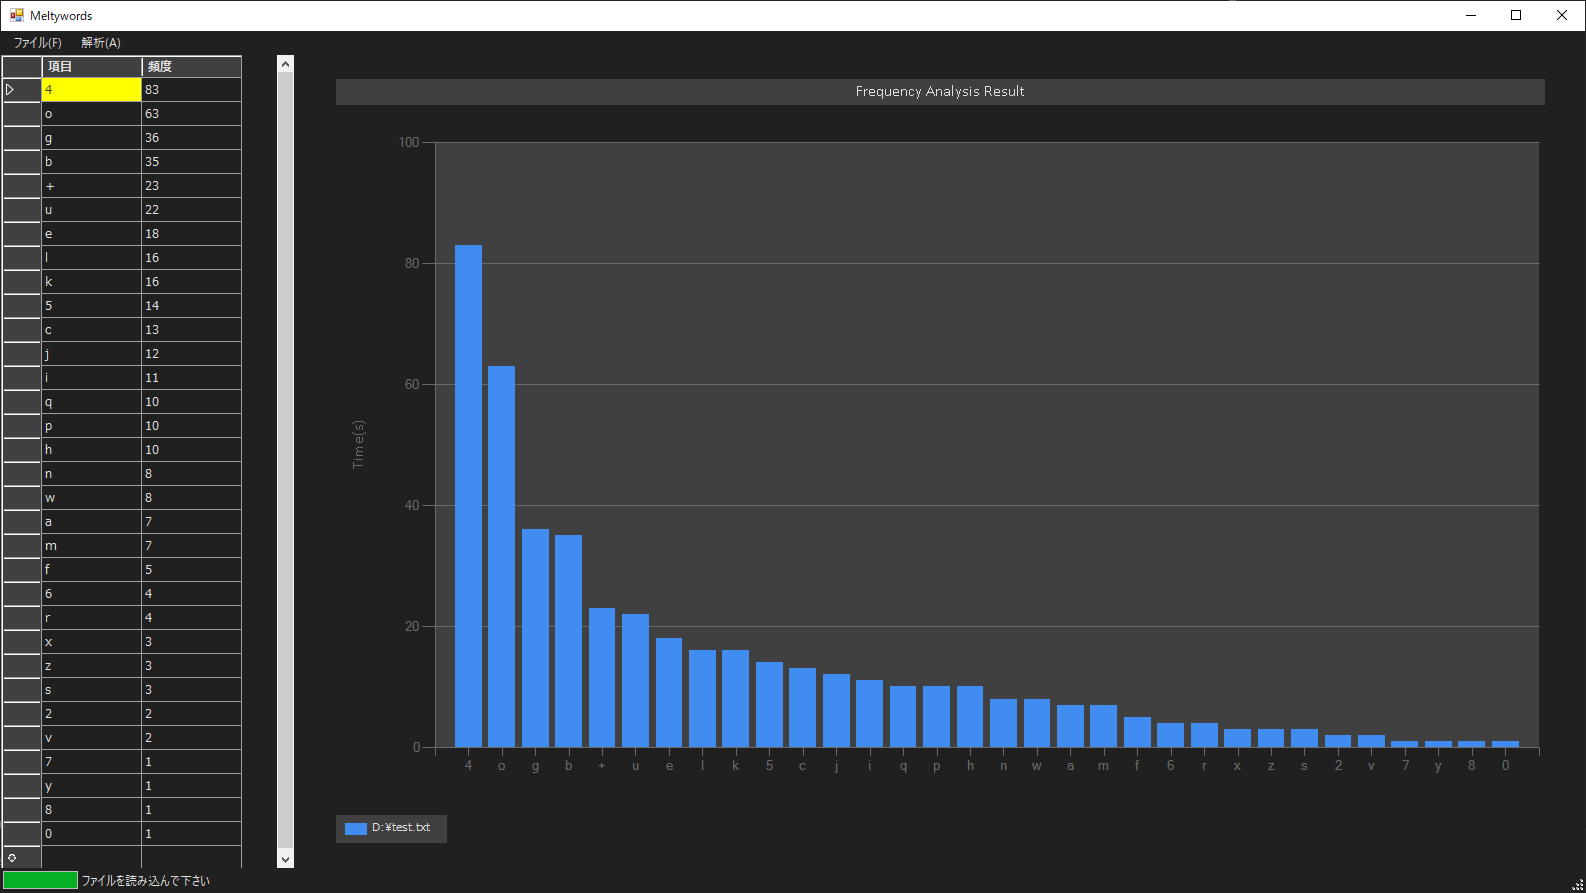 Meltywords
ファイル(F) 解析(A)
項目 頻度
4 83
o 63
g 36
b 35
+ 23
u 22
e 18
l 16
k 16
5 14
c 13
j 12
i 11
q 10
p 10
h 10
n 8
w 8
a 7
m 7
f 5
6 4
r 4
x 3
z 3
s 3
2 2
v 2
7 1
y 1
8 1
0 1
ファイルを読み込んで下さい
Frequency Analysis Result
100
80
60
40
20
0
Time(s)
4 o g b + u e l k 5 c j i q p h n w a m f 6 r x z s 2 v 7 y 8 0
D:¥test.txt